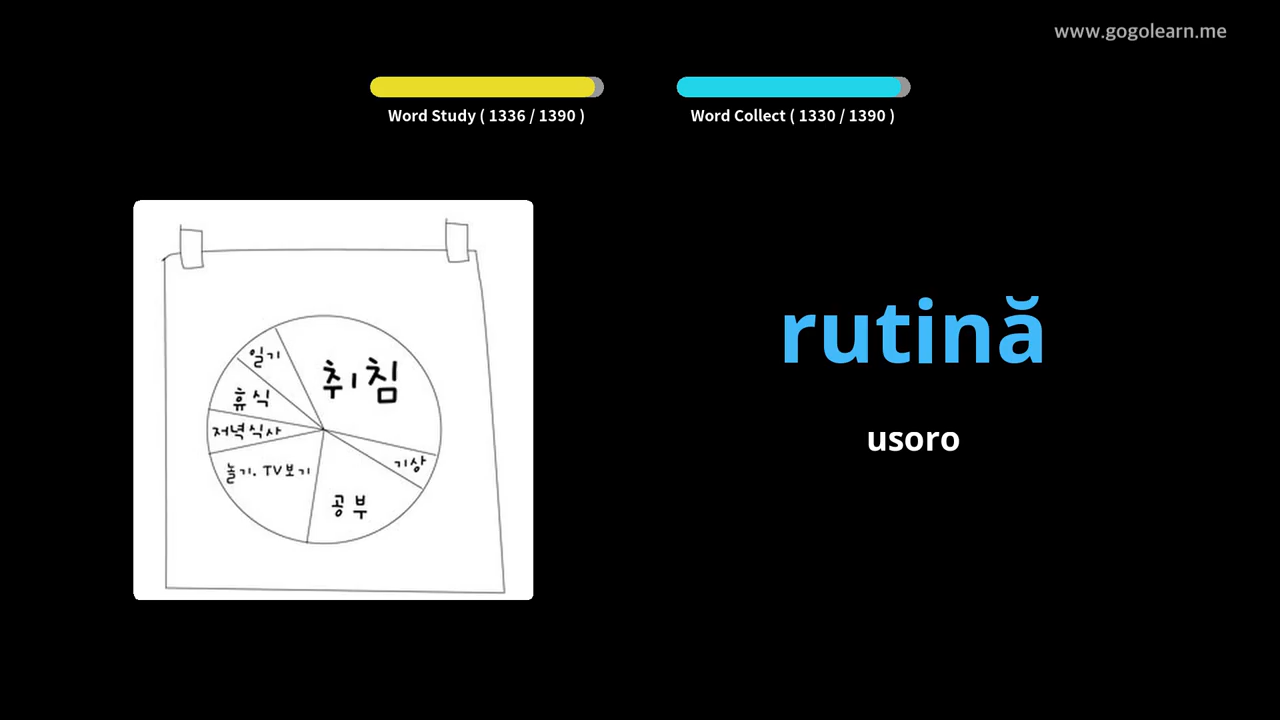 www.gogolearn.me
Word Study ( 1336 / 1390 )
Word Collect ( 1330 / 1390 )
일기
취침
휴식
저녁식사
기상
놀기. TV보기
공부
rutină
usoro